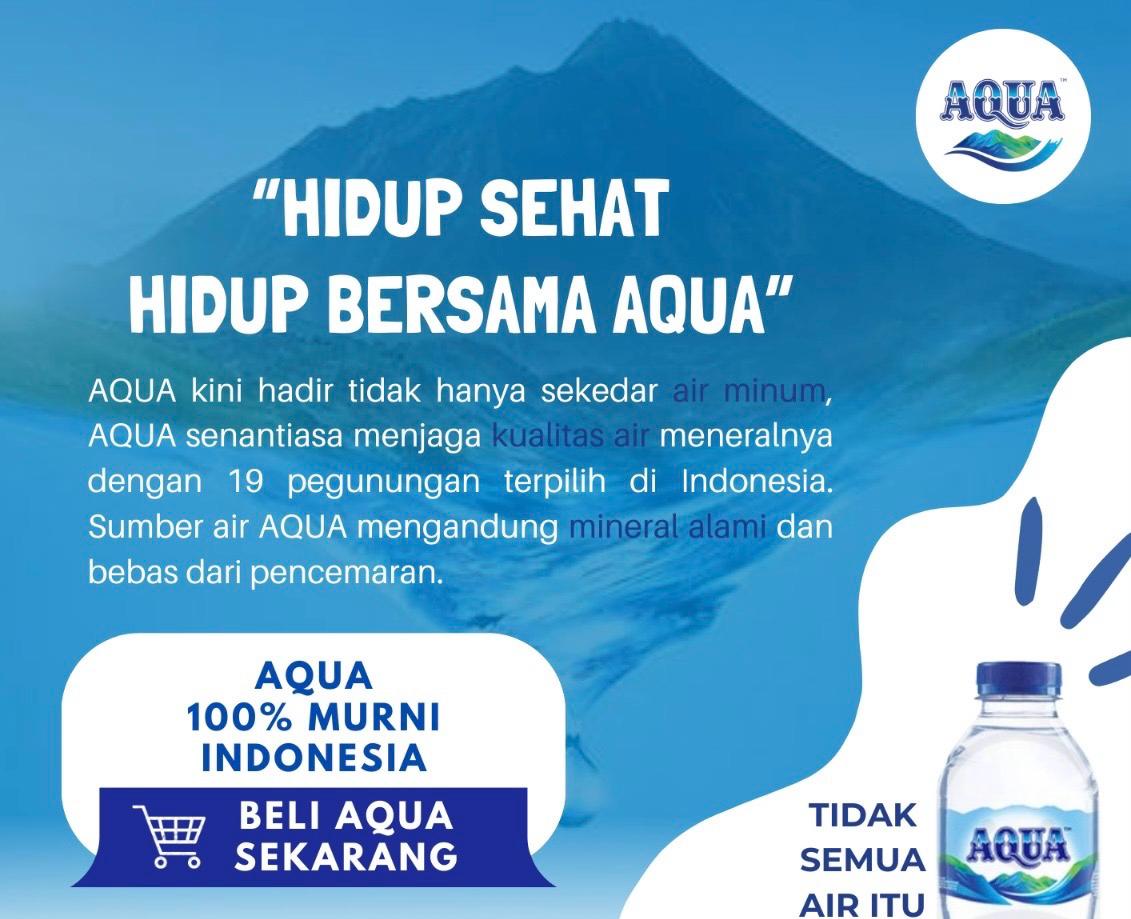 AQUA
"HIDUP SEHAT
HIDUP BERSAMA AQUA"
AQUA kini hadir tidak hanya sekedar air minum,
AQUA senantiasa menjaga kualitas air meneralnya
dengan 19 pegunungan terpilih di Indonesia.
Sumber air AQUA mengandung mineral alami dan
bebas dari pencemaran.
AQUA
100% MURNI
INDONESIA
BELI AQUA
SEKARANG
TIDAK
SEMUA
AIR ITU
AQUA